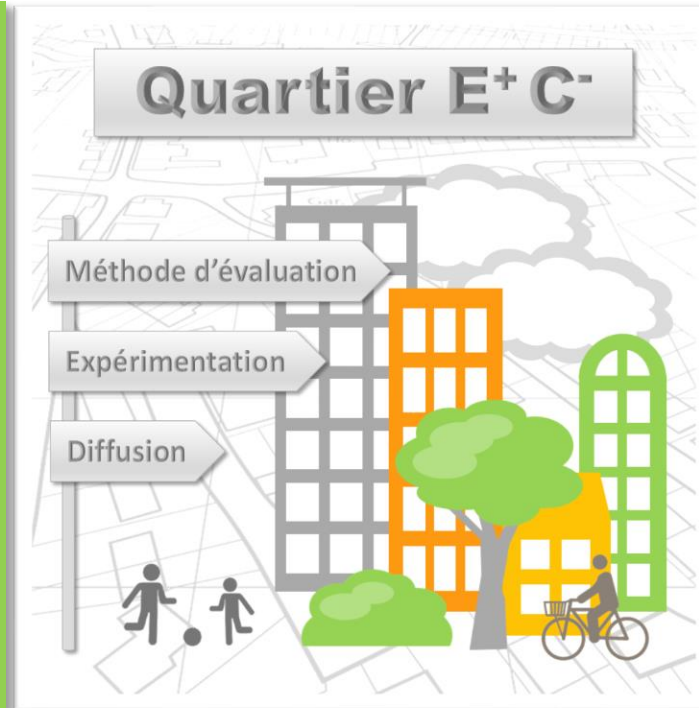 Quartier E⁺ C⁻
Méthode d'évaluation
Expérimentation
Diffusion